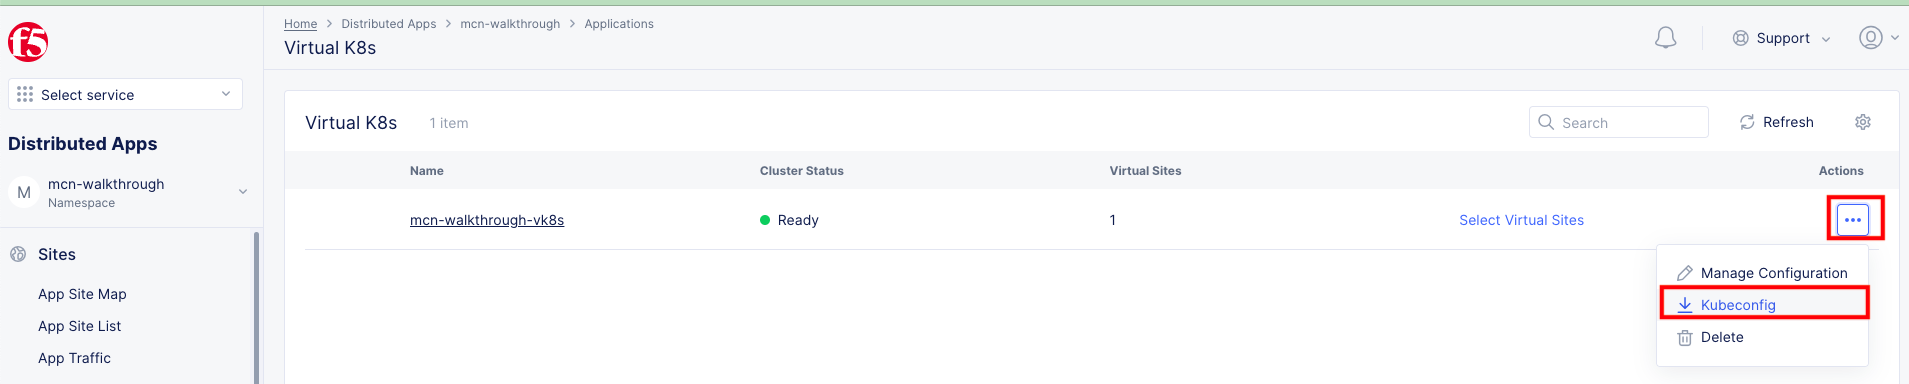 f5
Home > Distributed Apps > mcn-walkthrough > Applications
Virtual K8s
Support
Select service
Distributed Apps
M
mcn-walkthrough
Namespace
Sites
App Site Map
App Site List
App Traffic
Virtual K8s 1 item
Search
Refresh
Name Cluster Status Virtual Sites Actions
mcn-walkthrough-vk8s Ready 1 Select Virtual Sites
Manage Configuration
Kubeconfig
Delete